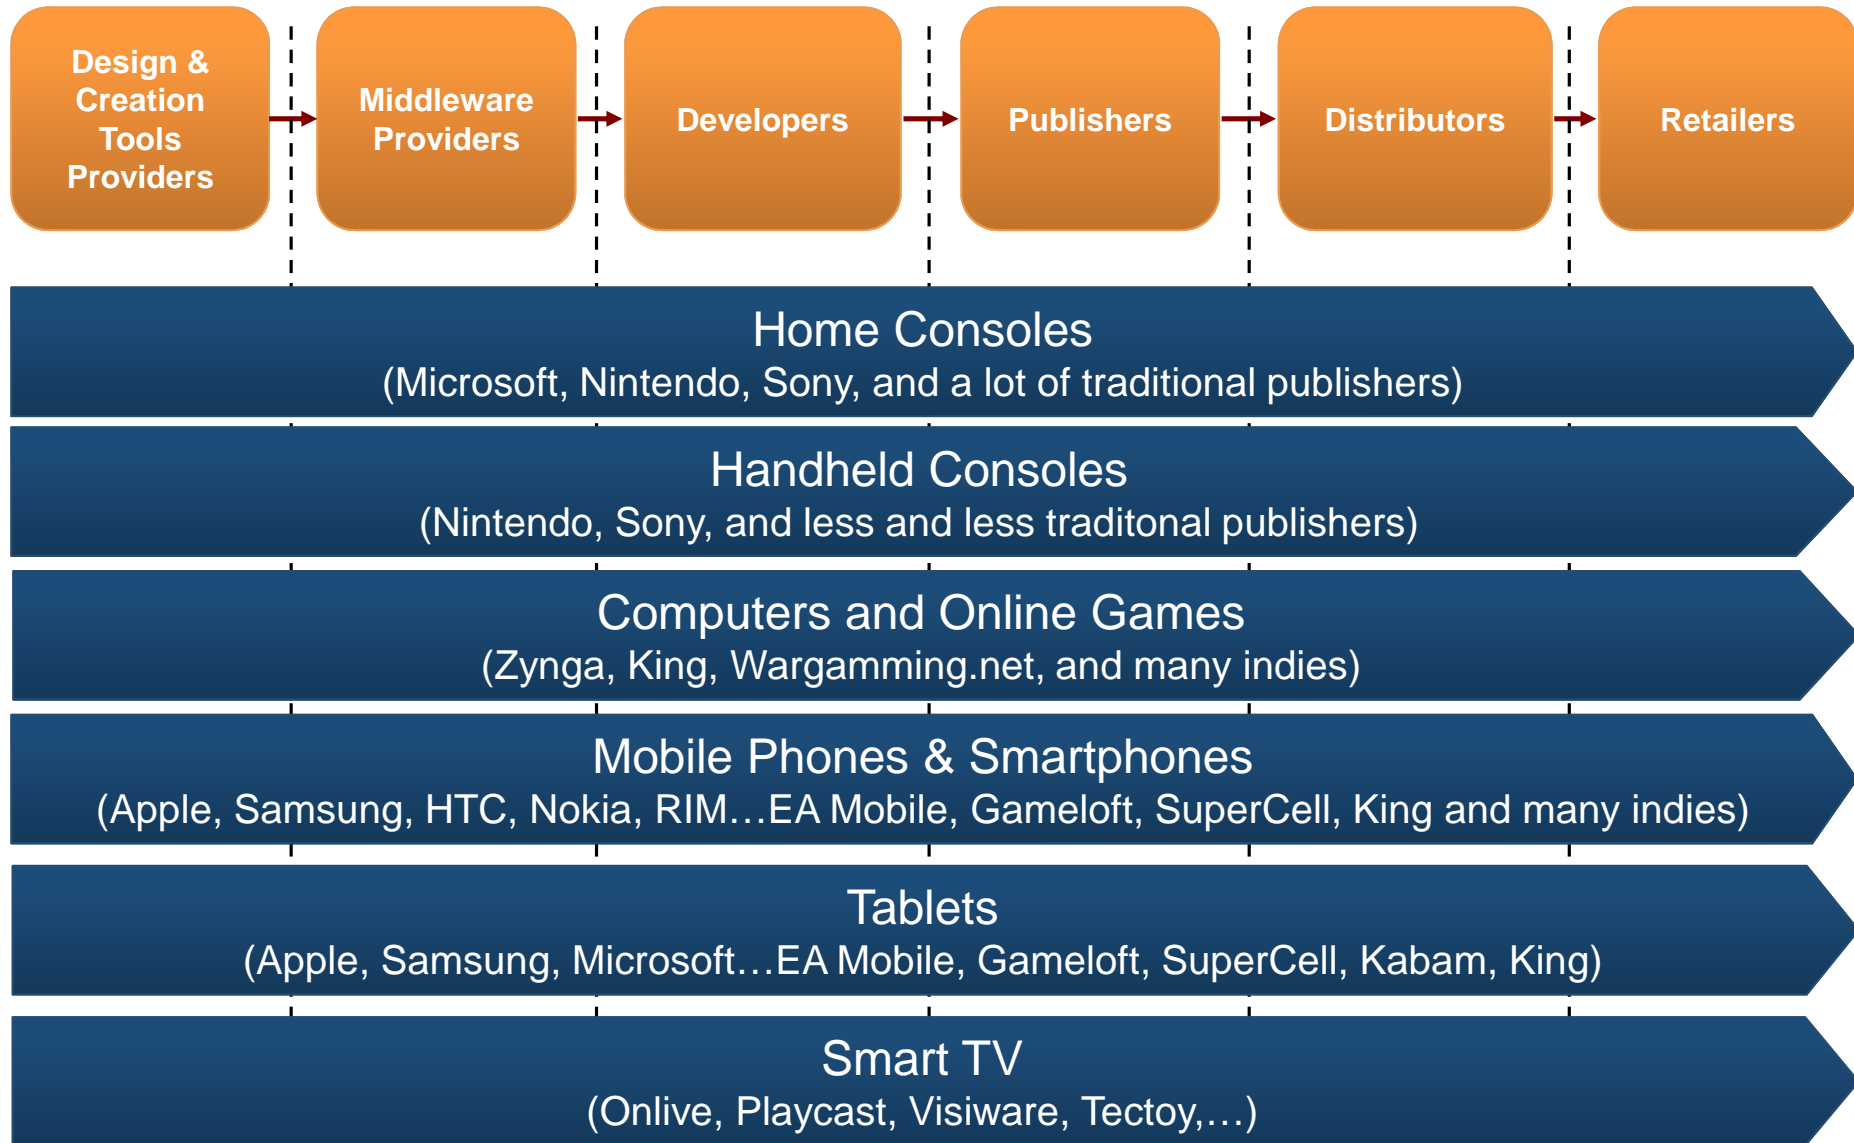 Design &
Creation
Tools
Providers
Middleware
Providers
Developers
Publishers
Distributors
Retailers
Home Consoles
(Microsoft, Nintendo, Sony, and a lot of traditional publishers)
Handheld Consoles
(Nintendo, Sony, and less and less traditonal publishers)
Computers and Online Games
(Zynga, King, Wargamming.net, and many indies)
Mobile Phones & Smartphones
(Apple, Samsung, HTC, Nokia, RIM…EA Mobile, Gameloft, SuperCell, King and many indies)
Tablets
(Apple, Samsung, Microsoft…EA Mobile, Gameloft, SuperCell, Kabam, King)
Smart TV
(Onlive, Playcast, Visiware, Tectoy,…)